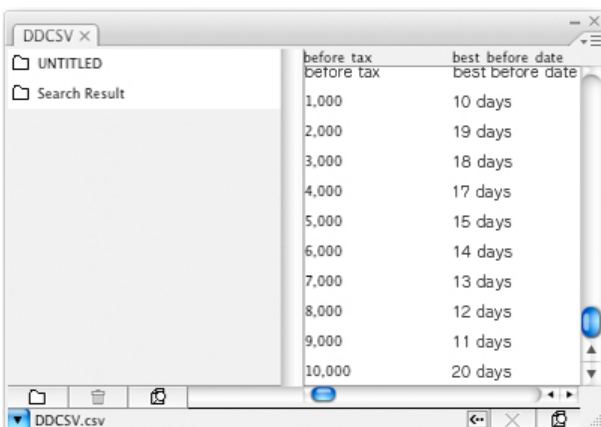 DDCSV ×
UNTITLED
Search Result
before tax best before date
before tax best before date
1,000 10 days
2,000 19 days
3,000 18 days
4,000 17 days
5,000 15 days
6,000 14 days
7,000 13 days
8,000 12 days
9,000 11 days
10,000 20 days
DDCSV.csv